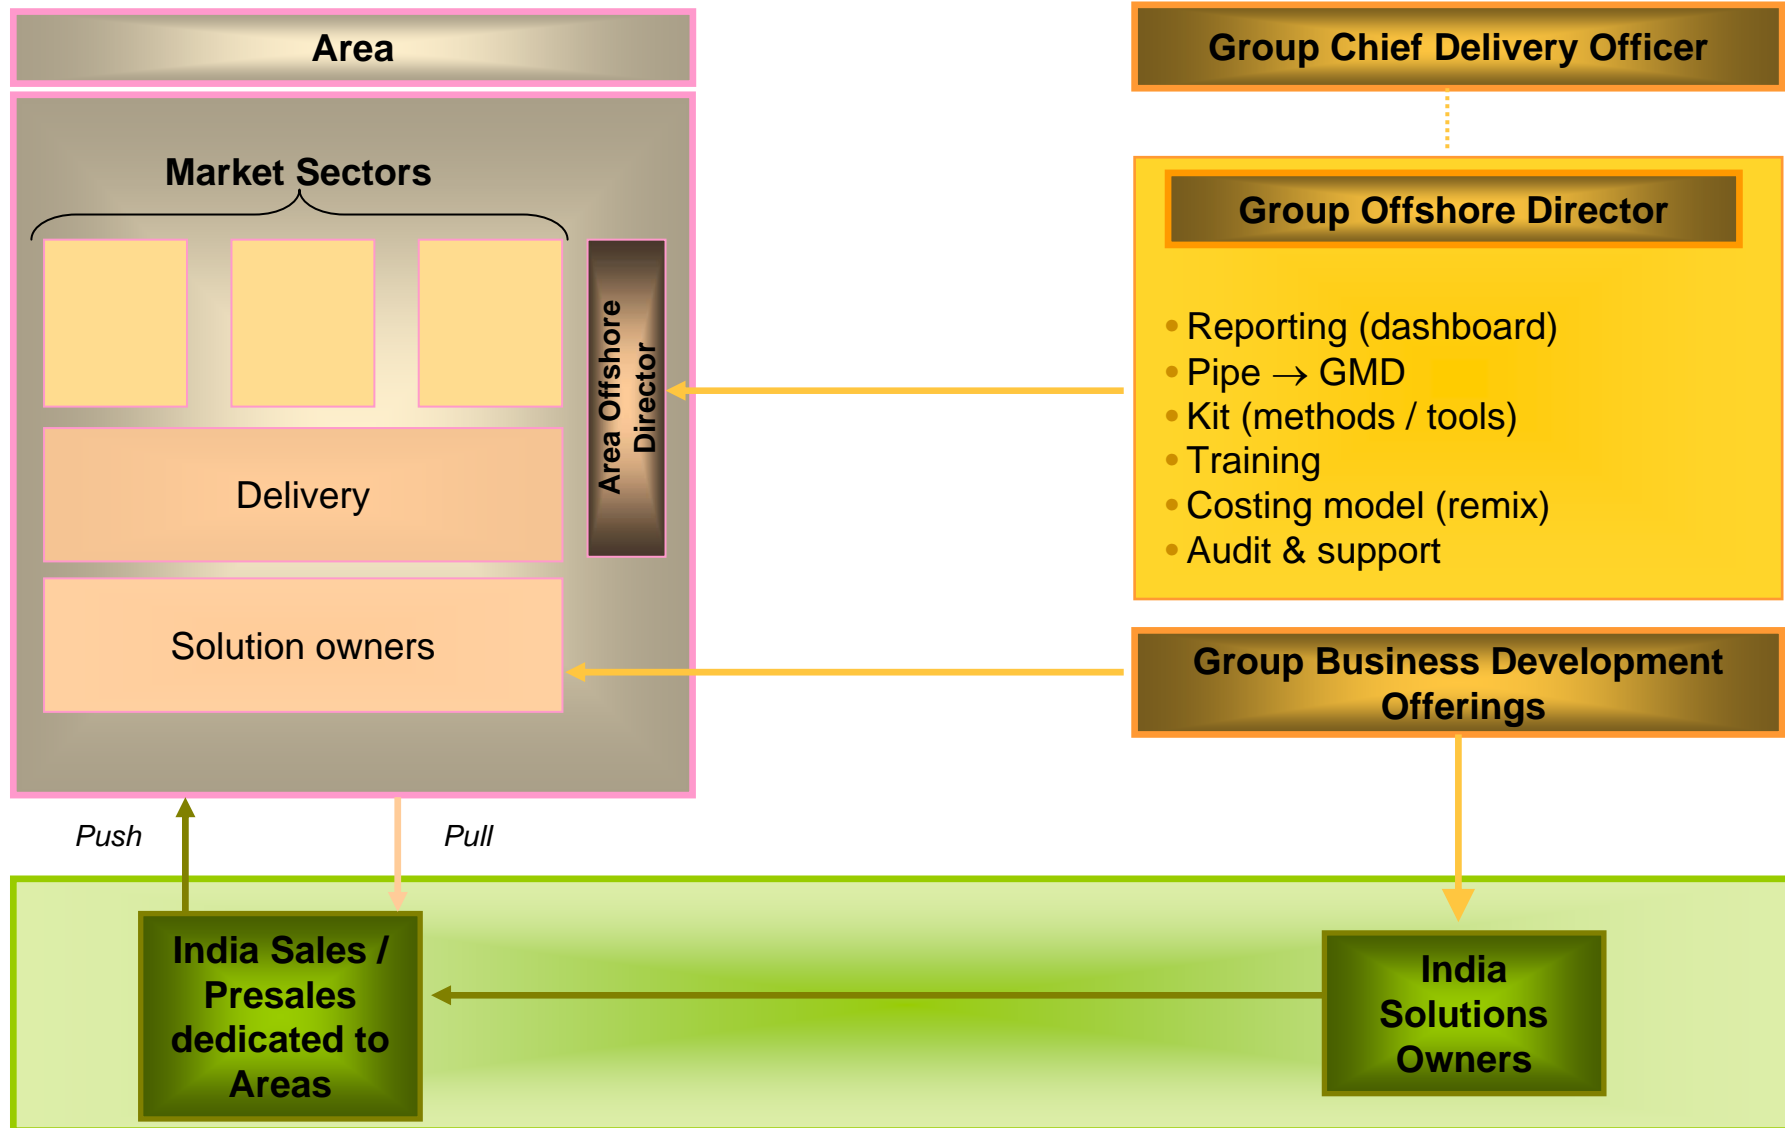 Area
Market Sectors
Area Offshore
Director
Delivery
Solution owners
Group Chief Delivery Officer
Group Offshore Director
• Reporting (dashboard)
• Pipe → GMD
• Kit (methods / tools)
• Training
• Costing model (remix)
• Audit & support
Group Business Development
Offerings
Push
Pull
India Sales /
Presales
dedicated to
Areas
India
Solutions
Owners